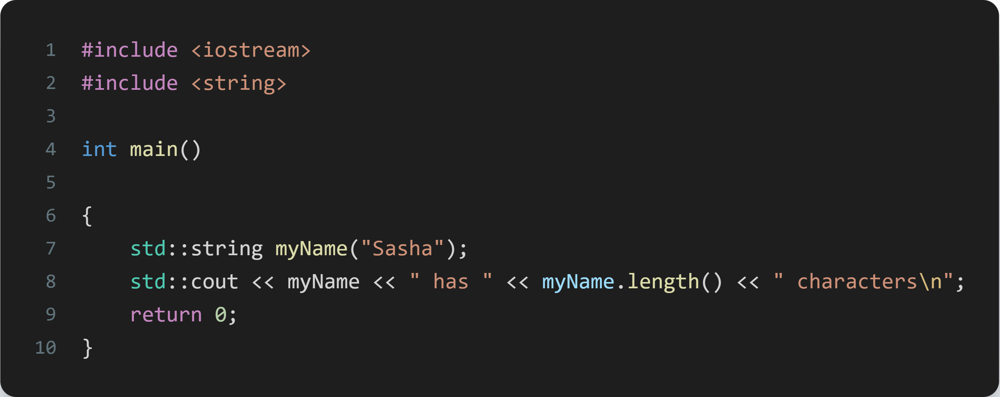 1 #include <iostream>
2 #include <string>
3
4 int main()
5
6 {
7     std::string myName("Sasha");
8     std::cout << myName << " has " << myName.length() << " characters\n";
9     return 0;
10 }